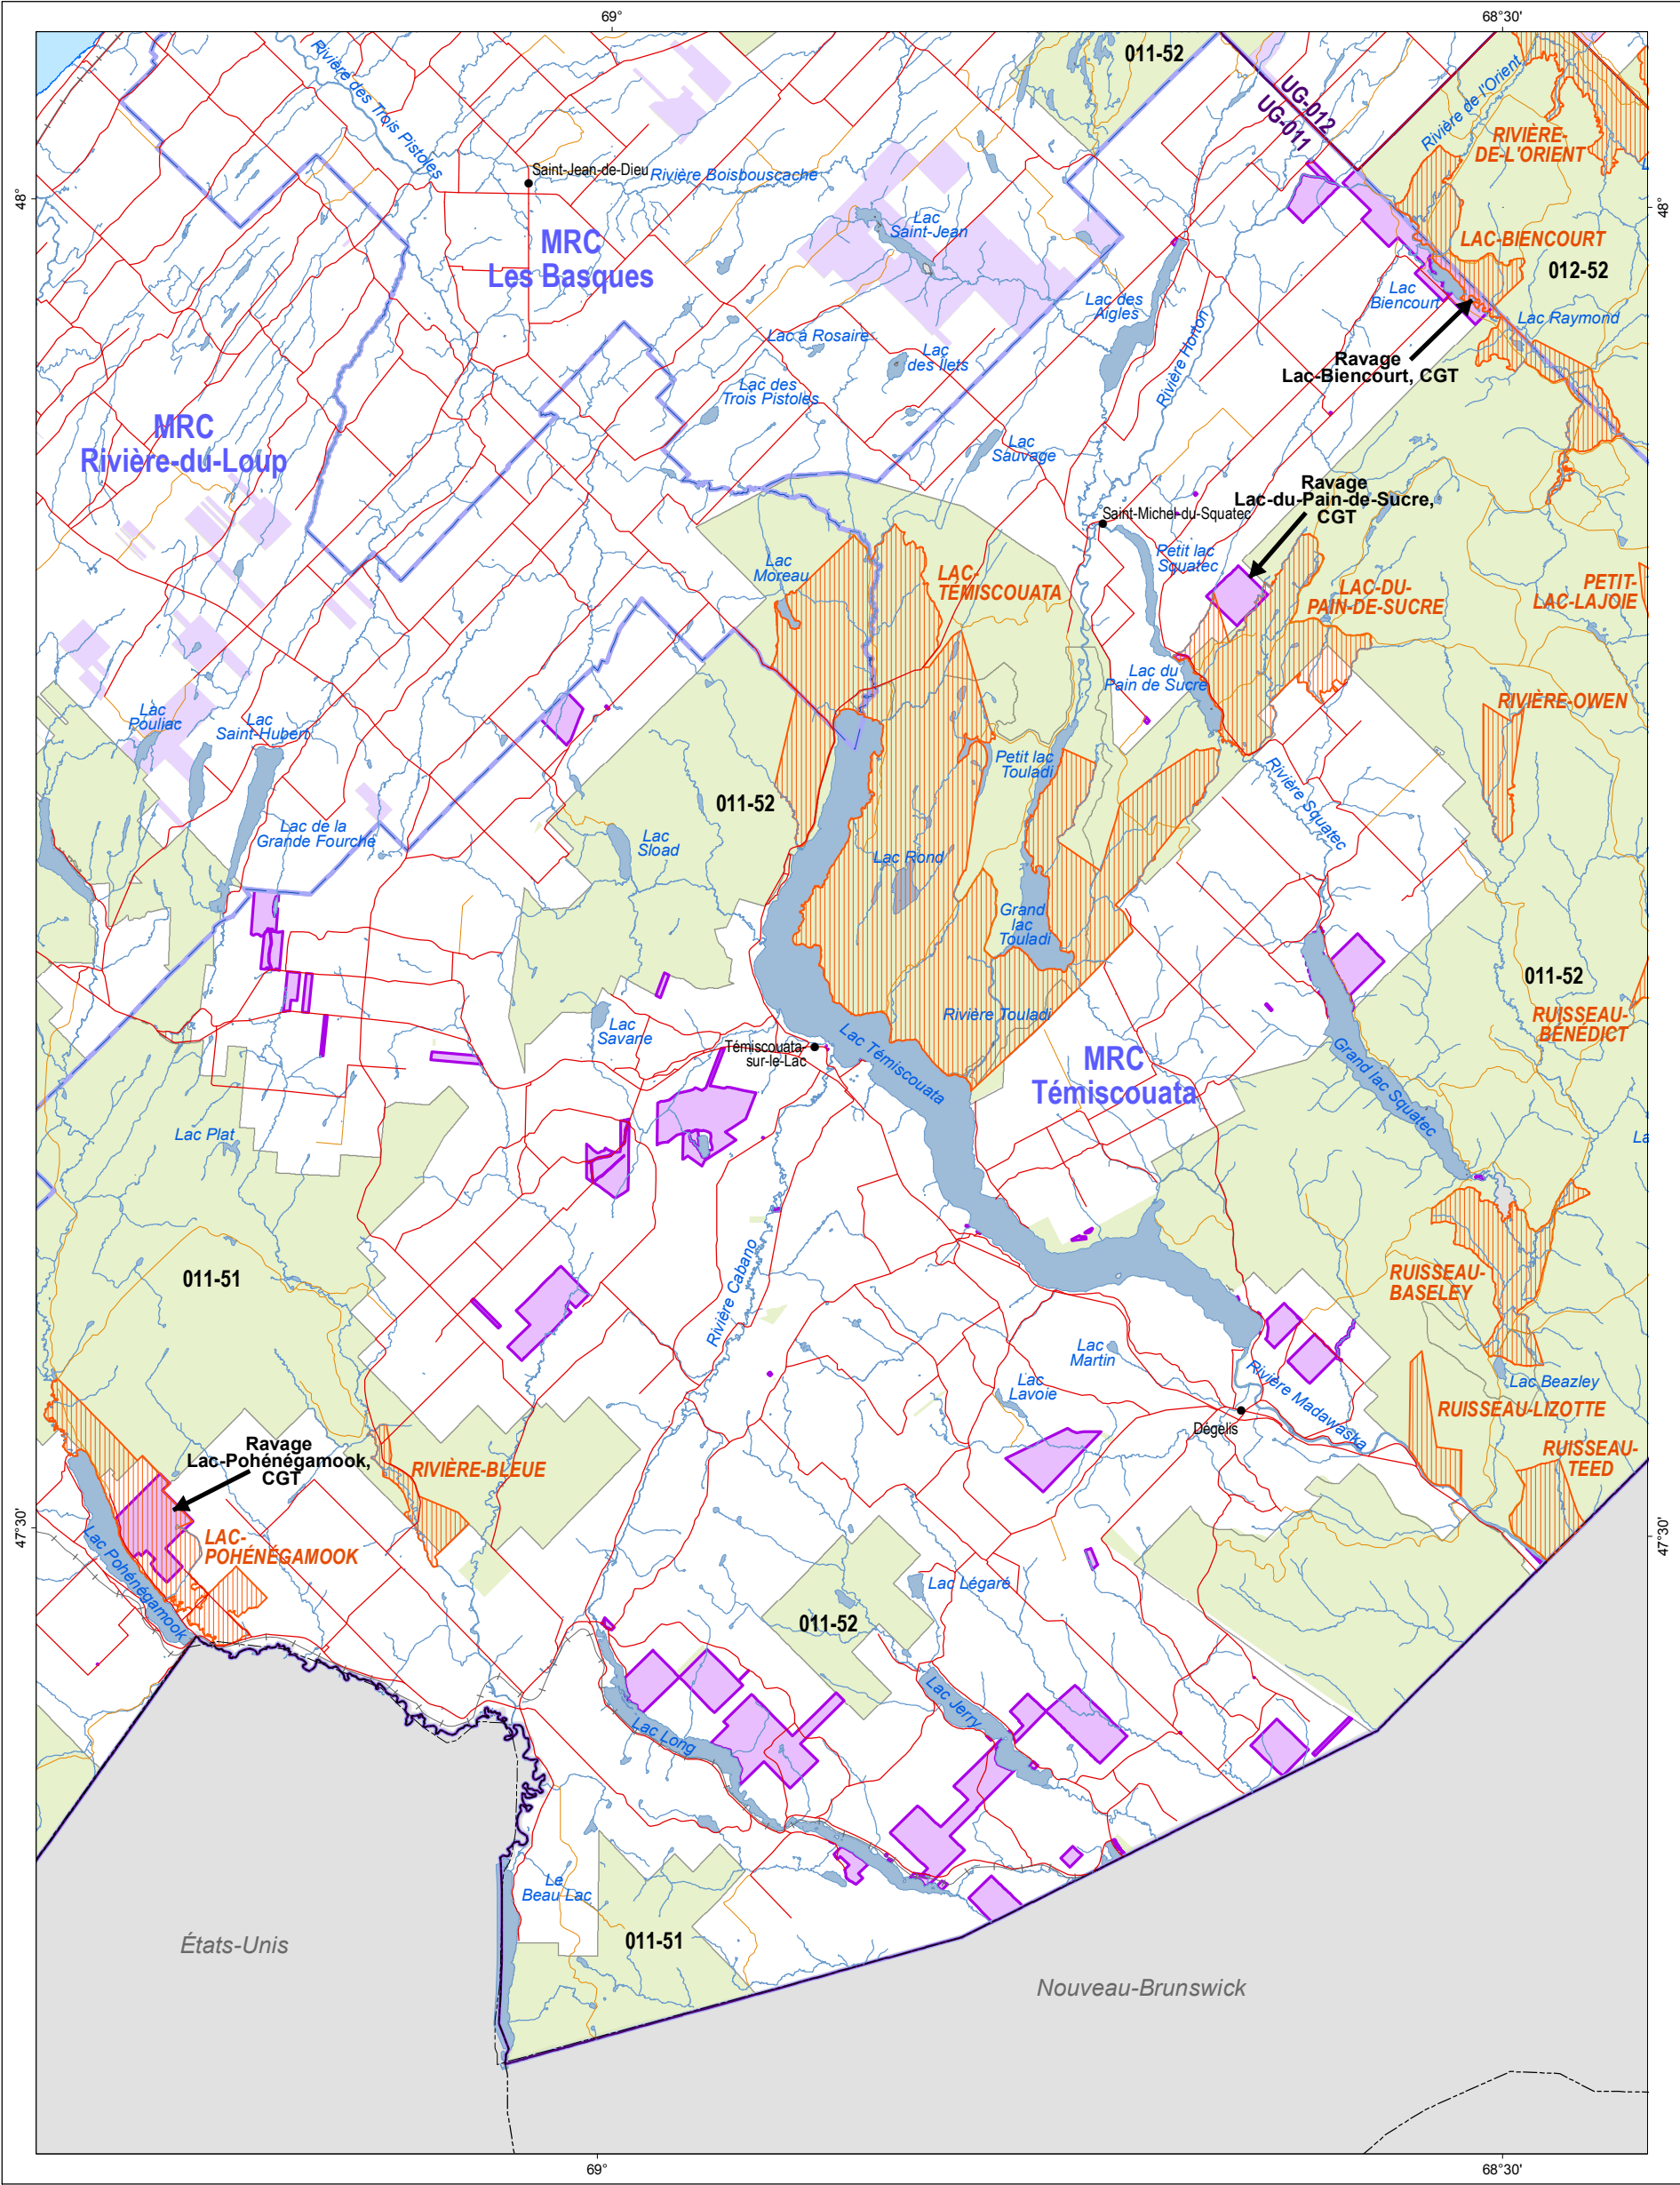 69°
68°30'
011-52
UG-012
UG-011
Rivière de l'Orient
Rivière des Trois Pistoles
RIVIÈRE-
DE-L'ORIENT
Saint-Jean-de-Dieu
Rivière Boisbouscache
48°
48°
Lac
Saint-Jean
MRC
Les Basques
LAC-BIENCOURT
012-52
Lac
Biencourt
Lac des
Aigles
Lac Raymond
Rivière Horton
Lac à Rosaire
Lac
des Ilets
Ravage
Lac-Biencourt, CGT
Lac des
Trois Pistoles
MRC
Rivière-du-Loup
Lac
Sauvage
Ravage
Lac-du-Pain-de-Sucre,
CGT
Saint-Michel-du-Squatec
Petit lac
Squatec
Lac
Moreau
LAC-
TÉMISCOUATA
LAC-DU-
PAIN-DE-SUCRE
PETIT-
LAC-LAJOIE
Lac du
Pain de Sucre
RIVIÈRE-OWEN
Lac
Pouliac
Lac
Saint-Hubert
Petit lac
Touladi
Rivière Squatec
011-52
Lac de la
Grande Fourche
Lac
Sload
Lac Rond
Grand
lac
Touladi
011-52
Rivière Touladi
RUISSEAU-
BÉNÉDICT
Lac
Savane
Témiscouata-
sur-le-Lac
Lac Témiscouata
MRC
Témiscouata
Grand lac Squatec
Lac Plat
La
011-51
Rivière Cabano
RUISSEAU-
BASELEY
Lac
Martin
Lac
Lavoie
Rivière Madawaska
Lac Beazley
RUISSEAU-LIZOTTE
Dégelis
Ravage
Lac-Pohénégamook,
CGT
RIVIÈRE-BLEUE
RUISSEAU-
TEED
47°30'
47°30'
LAC-
POHÉNÉGAMOOK
Lac Pohénégamook
Lac Légaré
011-52
Lac Jerry
Lac Long
Le
Beau Lac
011-51
États-Unis
Nouveau-Brunswick
69°
68°30'